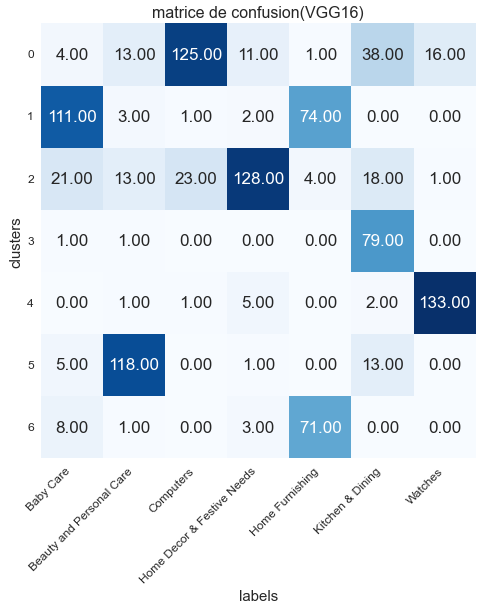 matrice de confusion(VGG16)
0 4.00 13.00 125.00 11.00 1.00 38.00 16.00
1 111.00 3.00 1.00 2.00 74.00 0.00 0.00
2 21.00 13.00 23.00 128.00 4.00 18.00 1.00
3 1.00 1.00 0.00 0.00 0.00 79.00 0.00
4 0.00 1.00 1.00 5.00 0.00 2.00 133.00
5 5.00 118.00 0.00 1.00 0.00 13.00 0.00
6 8.00 1.00 0.00 3.00 71.00 0.00 0.00
clusters
Baby Care
Beauty and Personal Care
Computers
Home Decor & Festive Needs
Home Furnishing
Kitchen & Dining
Watches
labels